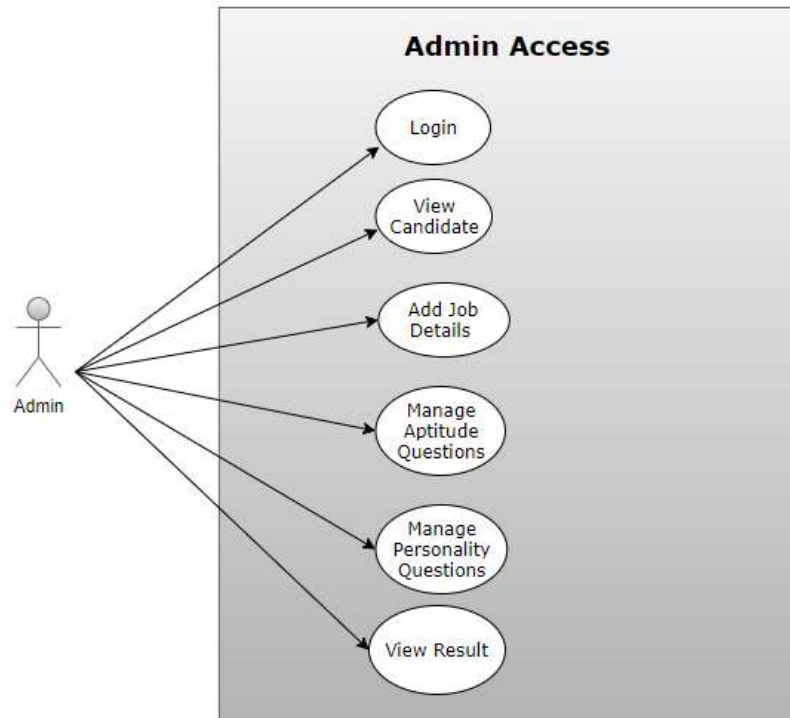 Admin Access
Login
View
Candidate
Add Job
Details
Admin
Manage
Aptitude
Questions
Manage
Personality
Questions
View Result